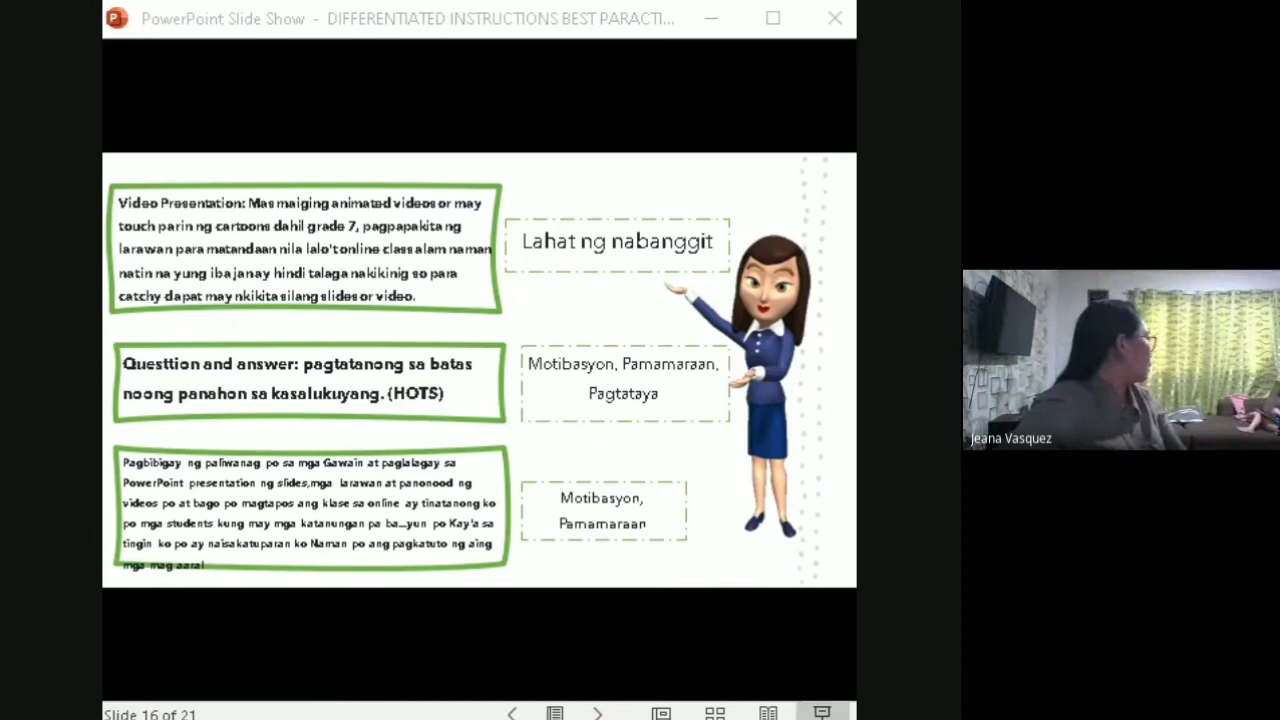 PowerPoint Slide Show - DIFFERENTIATED INSTRUCTIONS BEST PARACTI...
Video Presentation: Mas maiging animated videos or may
touch parin ng cartoons dahil grade 7, pagpapakita ng
larawan para matandaan nila lalo't online class alam naman
natin na yung iba janay hindi talaga nakikinig so para
catchy dapat may nkikita silang slides or video.
Lahat ng nabanggit
Questtion and answer: pagtatanong sa batas
noong panahon sa kasalukuyang. (HOTS)
Motibasyon, Pamamaraan,
Pagtataya
Pagbibigay ng paliwanag po sa mga Gawain at paglalagay sa
PowerPoint presentation ng slides,mga larawan at panonood ng
videos po at bago po magtapos ang klase sa online ay tinatanong ko
po mga students kung may mga katanungan pa ba...yun po Kay'a sa
tingin ko po ay naisakatuparan ko Naman po ang pagkatuto ng aing
mga mag aaral
Motibasyon,
Pamamaraan
Jeana Vasquez
Slide 16 of 21